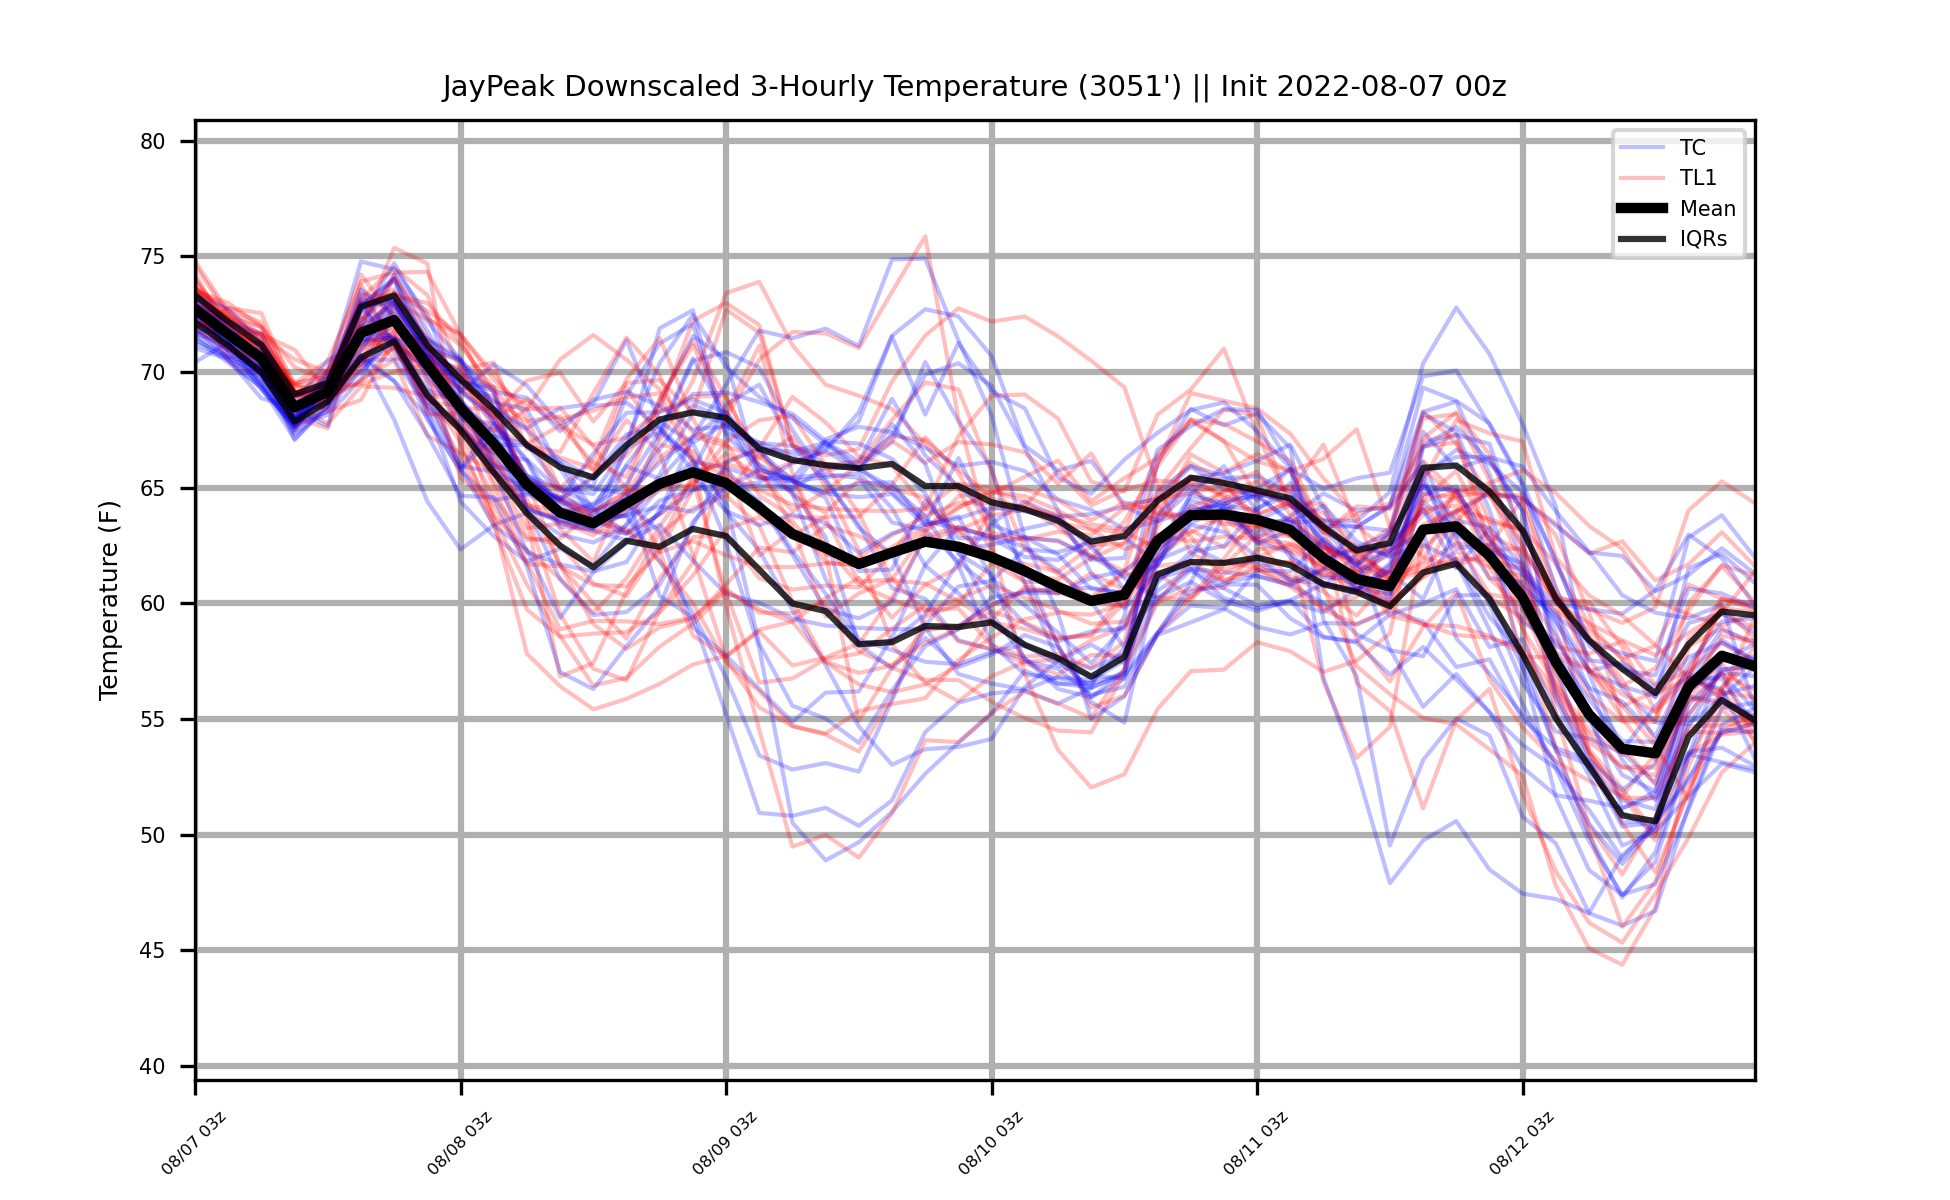 JayPeak Downscaled 3-Hourly Temperature (3051') || Init 2022-08-07 00z
TC
TL1
Mean
IQRs
Temperature (F)
80
75
70
65
60
55
50
45
40
08/07 03z
08/08 03z
08/09 03z
08/10 03z
08/11 03z
08/12 03z